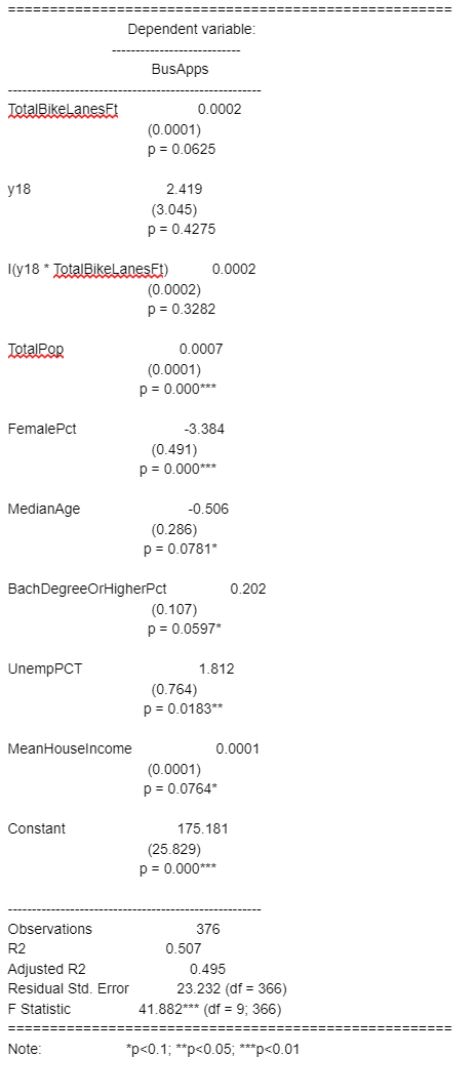 =====================================================
Dependent variable:
---------------------------
BusApps
-----------------------------------------------------
TotalBikeLanesFt 0.0002
(0.0001)
p = 0.0625
y18 2.419
(3.045)
p = 0.4275
I(y18 * TotalBikeLanesFt) 0.0002
(0.0002)
p = 0.3282
TotalPop 0.0007
(0.0001)
p = 0.000***
FemalePct -3.384
(0.491)
p = 0.000***
MedianAge -0.506
(0.286)
p = 0.0781*
BachDegreeOrHigherPct 0.202
(0.107)
p = 0.0597*
UnempPCT 1.812
(0.764)
p = 0.0183**
MeanHouseIncome 0.0001
(0.0001)
p = 0.0764*
Constant 175.181
(25.829)
p = 0.000***
-----------------------------------------------------
Observations 376
R2 0.507
Adjusted R2 0.495
Residual Std. Error 23.232 (df = 366)
F Statistic 41.882*** (df = 9; 366)
=====================================================
Note: *p<0.1; **p<0.05; ***p<0.01